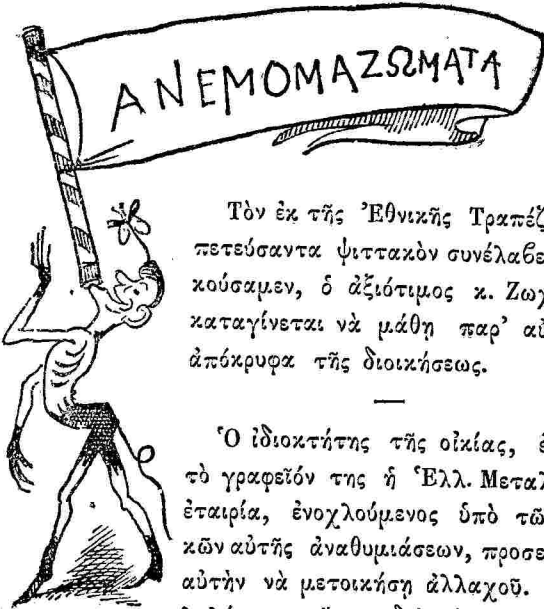 ΑΝΕΜΟΜΑΖΩΜΑΤΑ
Τὸν ἐκ τῆς Ἐθνικῆς Τραπέζ
πετεύσαντα ψιττακὸν συνέλαβε
κούσαμεν, ὁ ἀξιότιμος κ. Ζωχ
καταγίνεται νὰ μάθῃ παρ' αὐ
ἀπόκρυφα τῆς διοικήσεως.
Ὁ ἰδιοκτήτης τῆς οἰκίας, ἐ
τὸ γραφεῖόν της ἡ Ἑλλ. Μεταλ
ἑταιρία, ἐνοχλούμενος ὑπὸ τῶ
κῶν αὐτῆς ἀναθυμιάσεων, προσε
αὐτὴν νὰ μετοικήσῃ ἀλλαχοῦ.